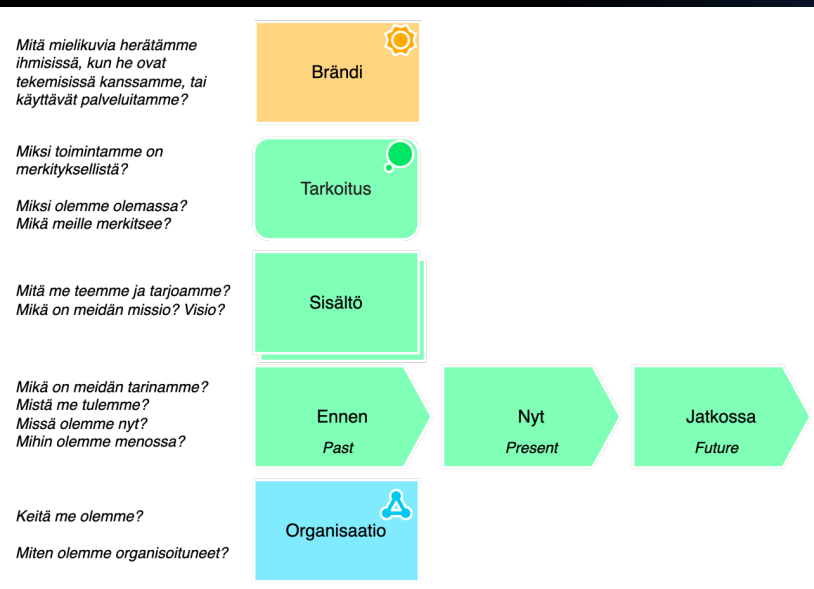 Mitä mielikuvia herätämme
ihmisissä, kun he ovat
tekemisissä kanssamme, tai
käyttävät palveluitamme?
Brändi
Miksi toimintamme on
merkityksellistä?
Miksi olemme olemassa?
Mikä meille merkitsee?
Tarkoitus
Mitä me teemme ja tarjoamme?
Mikä on meidän missio? Visio?
Sisältö
Mikä on meidän tarinamme?
Mistä me tulemme?
Missä olemme nyt?
Mihin olemme menossa?
Ennen
Past
Nyt
Present
Jatkossa
Future
Keitä me olemme?
Miten olemme organisoituneet?
Organisaatio